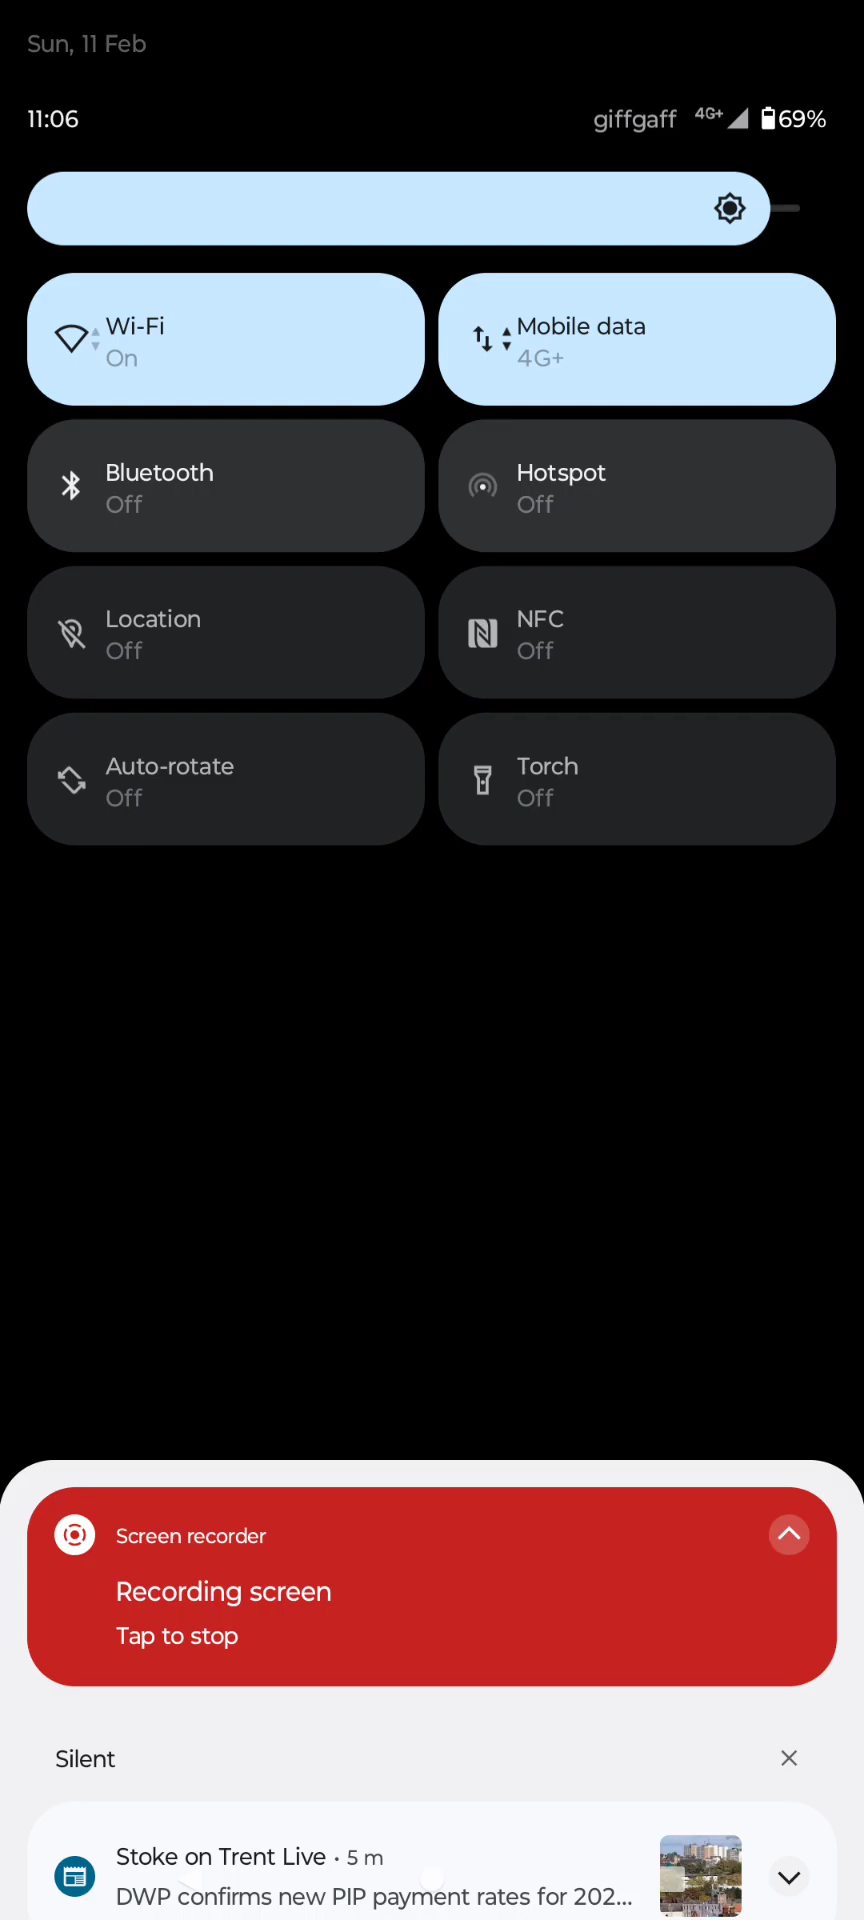 Sun, 11 Feb
11:06 giffgaff 4G+ 69%
Wi-Fi
On
Mobile data
4G+
Bluetooth
Off
Hotspot
Off
Location
Off
NFC
Off
Auto-rotate
Off
Torch
Off
Screen recorder
Recording screen
Tap to stop
Silent
Stoke on Trent Live • 5 m
DWP confirms new PIP payment rates for 202...